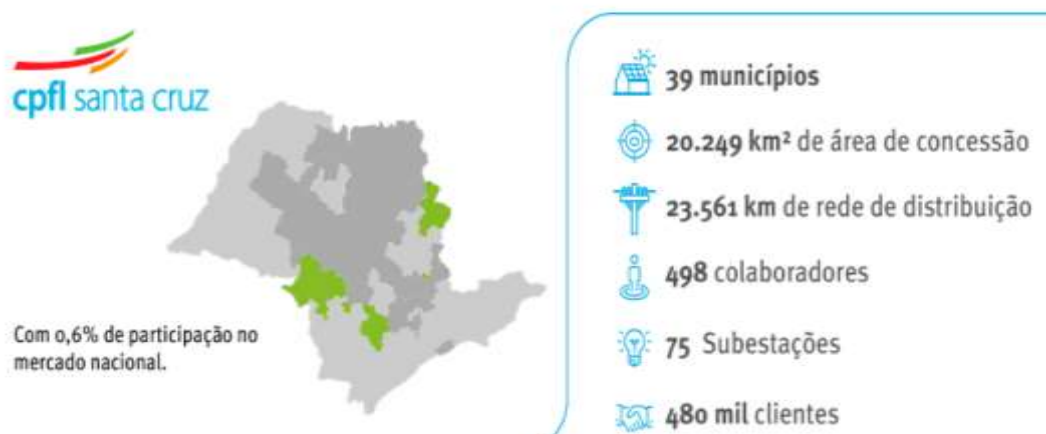 cpfl santa cruz
Com 0,6% de participação no
mercado nacional.
39 municípios
20.249 km² de área de concessão
23.561 km de rede de distribuição
498 colaboradores
75 Subestações
480 mil clientes